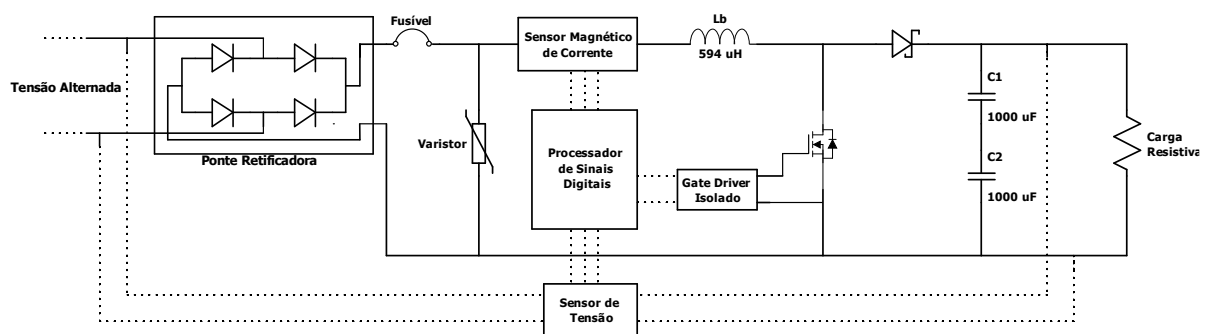 Fusível
Lb
Sensor Magnético
de Corrente
594 uH
Tensão Alternada
C1
1000 uF
Varistor
Processador
de Sinais
Digitais
Carga
Resistiva
Ponte Retificadora
Gate Driver
Isolado
C2
1000 uF
Sensor de
Tensão